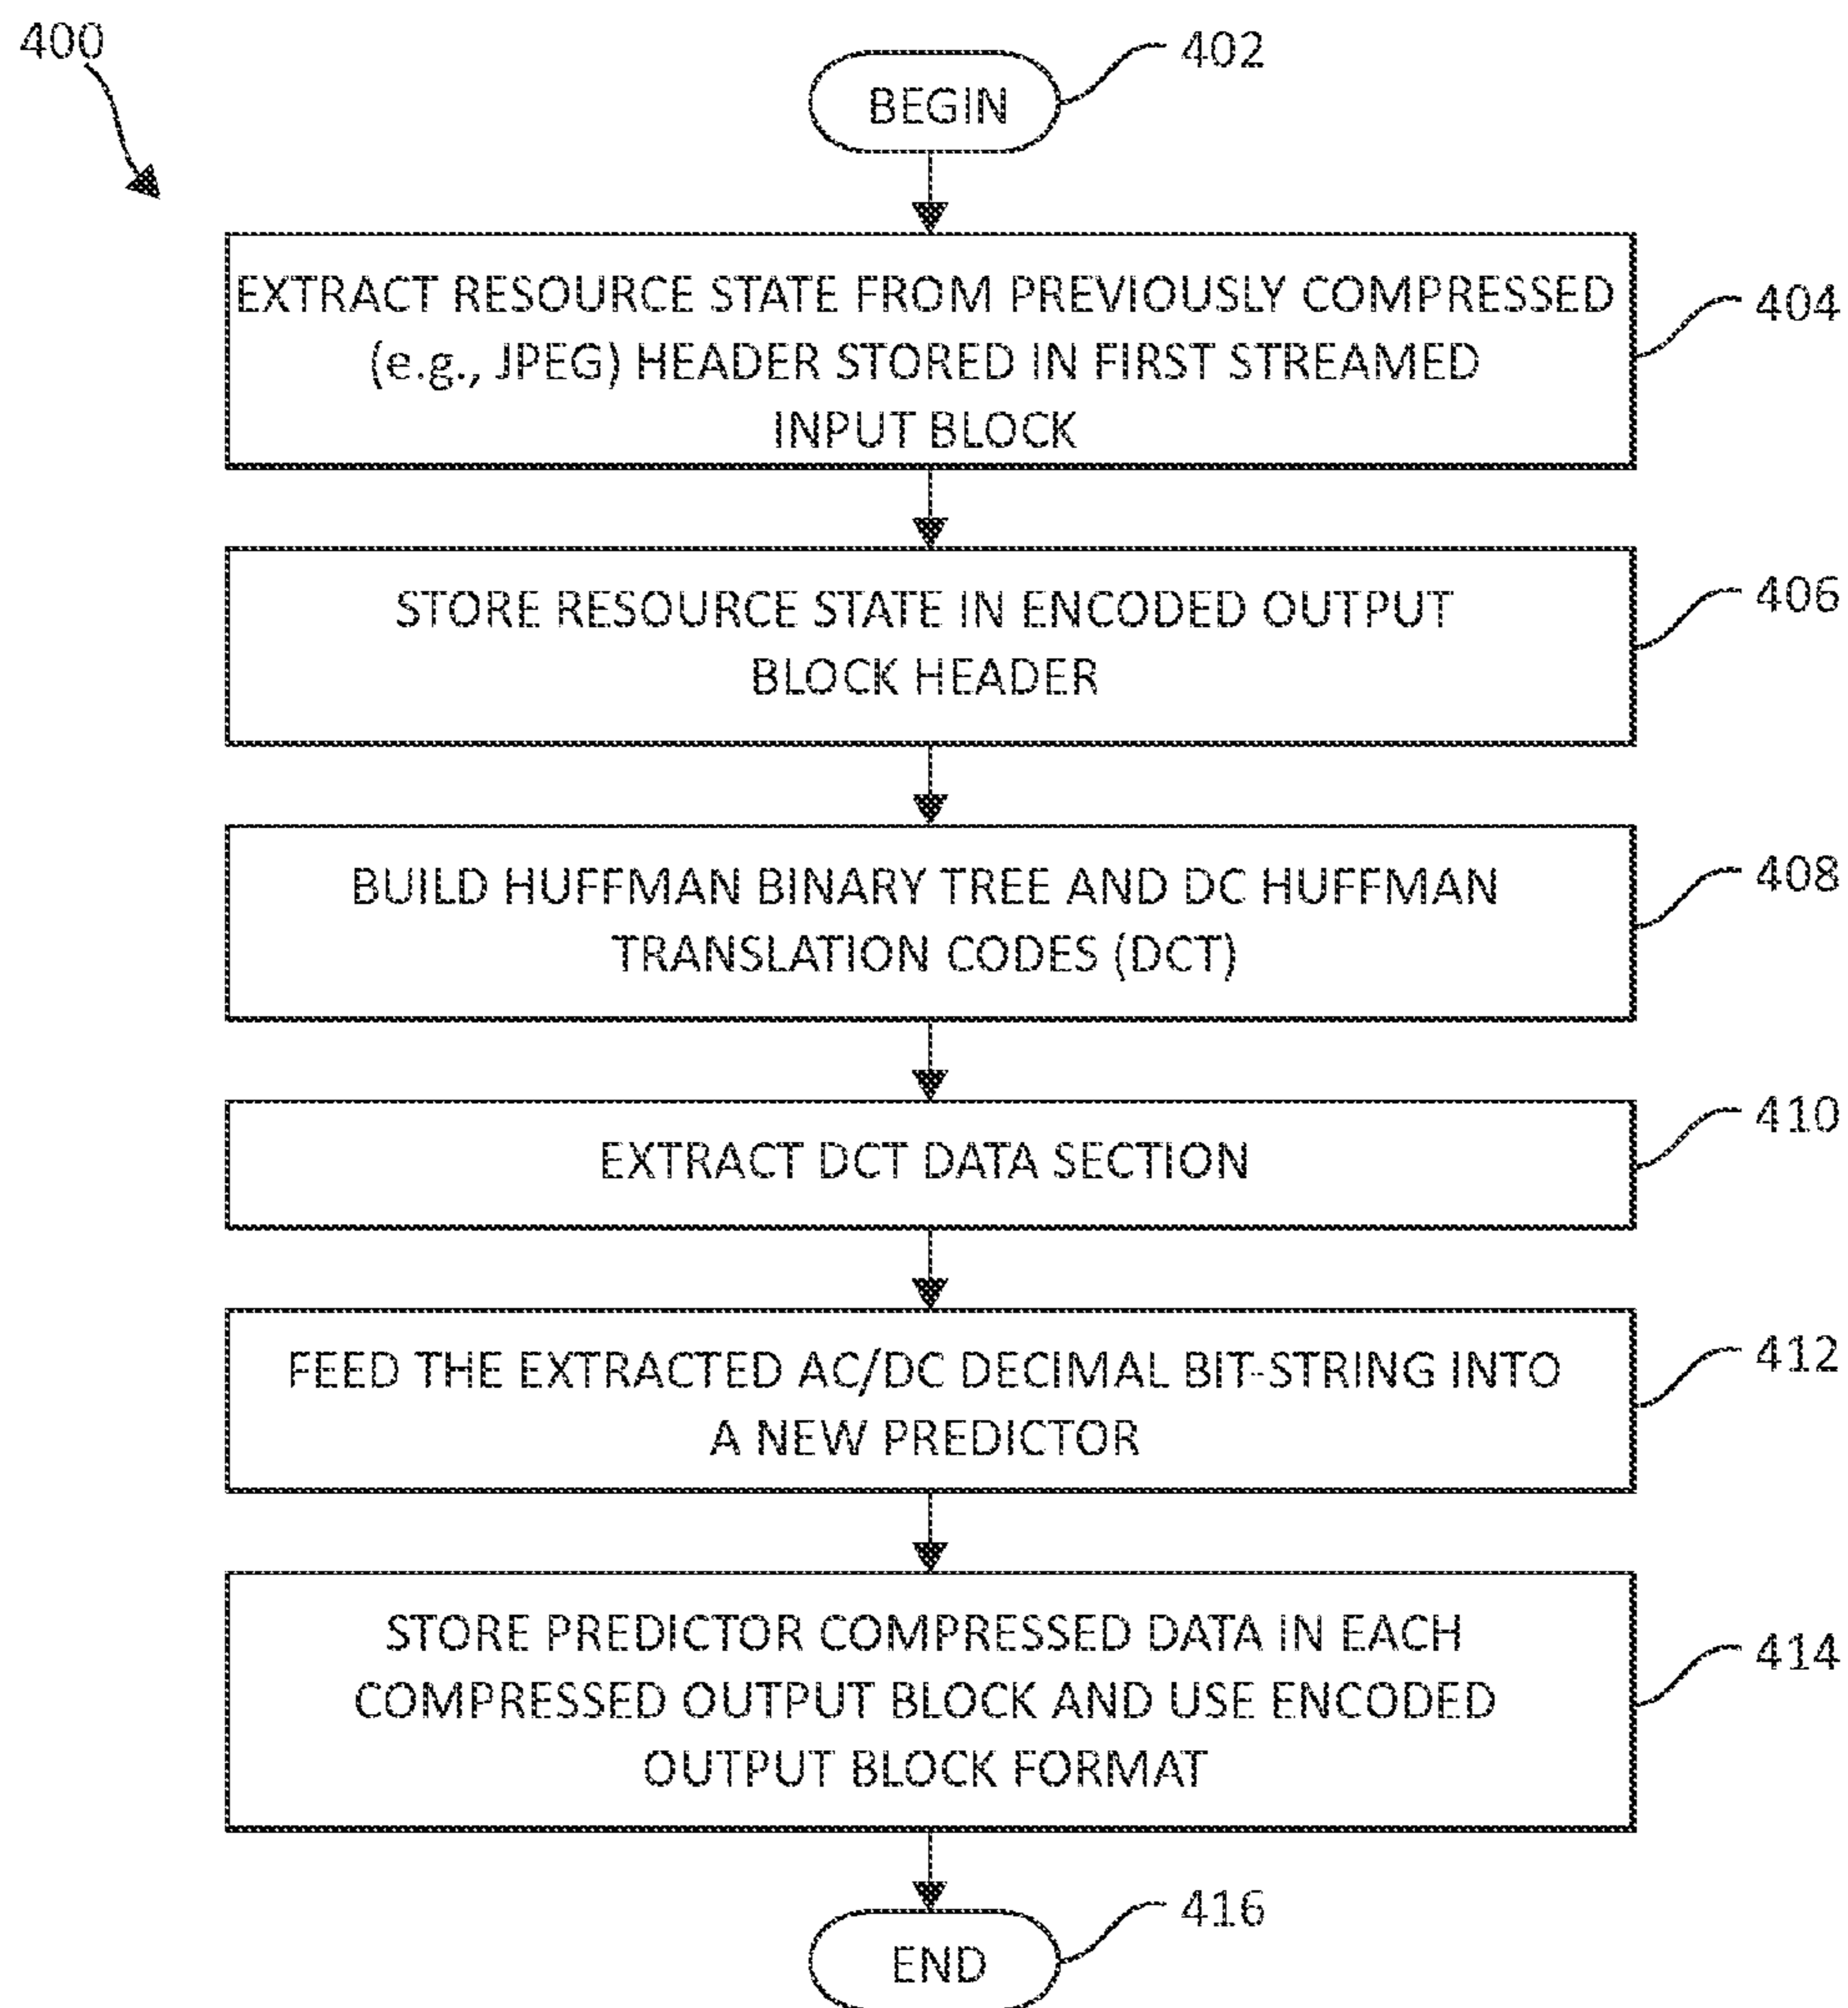 400
BEGIN
402
EXTRACT RESOURCE STATE FROM PREVIOUSLY COMPRESSED
(e.g., JPEG) HEADER STORED IN FIRST STREAMED
INPUT BLOCK
404
STORE RESOURCE STATE IN ENCODED OUTPUT
BLOCK HEADER
406
BUILD HUFFMAN BINARY TREE AND DC HUFFMAN
TRANSLATION CODES (DCT)
408
EXTRACT DCT DATA SECTION
410
FEED THE EXTRACTED AC/DC DECIMAL BIT-STRING INTO
A NEW PREDICTOR
412
STORE PREDICTOR COMPRESSED DATA IN EACH
COMPRESSED OUTPUT BLOCK AND USE ENCODED
OUTPUT BLOCK FORMAT
414
END
416